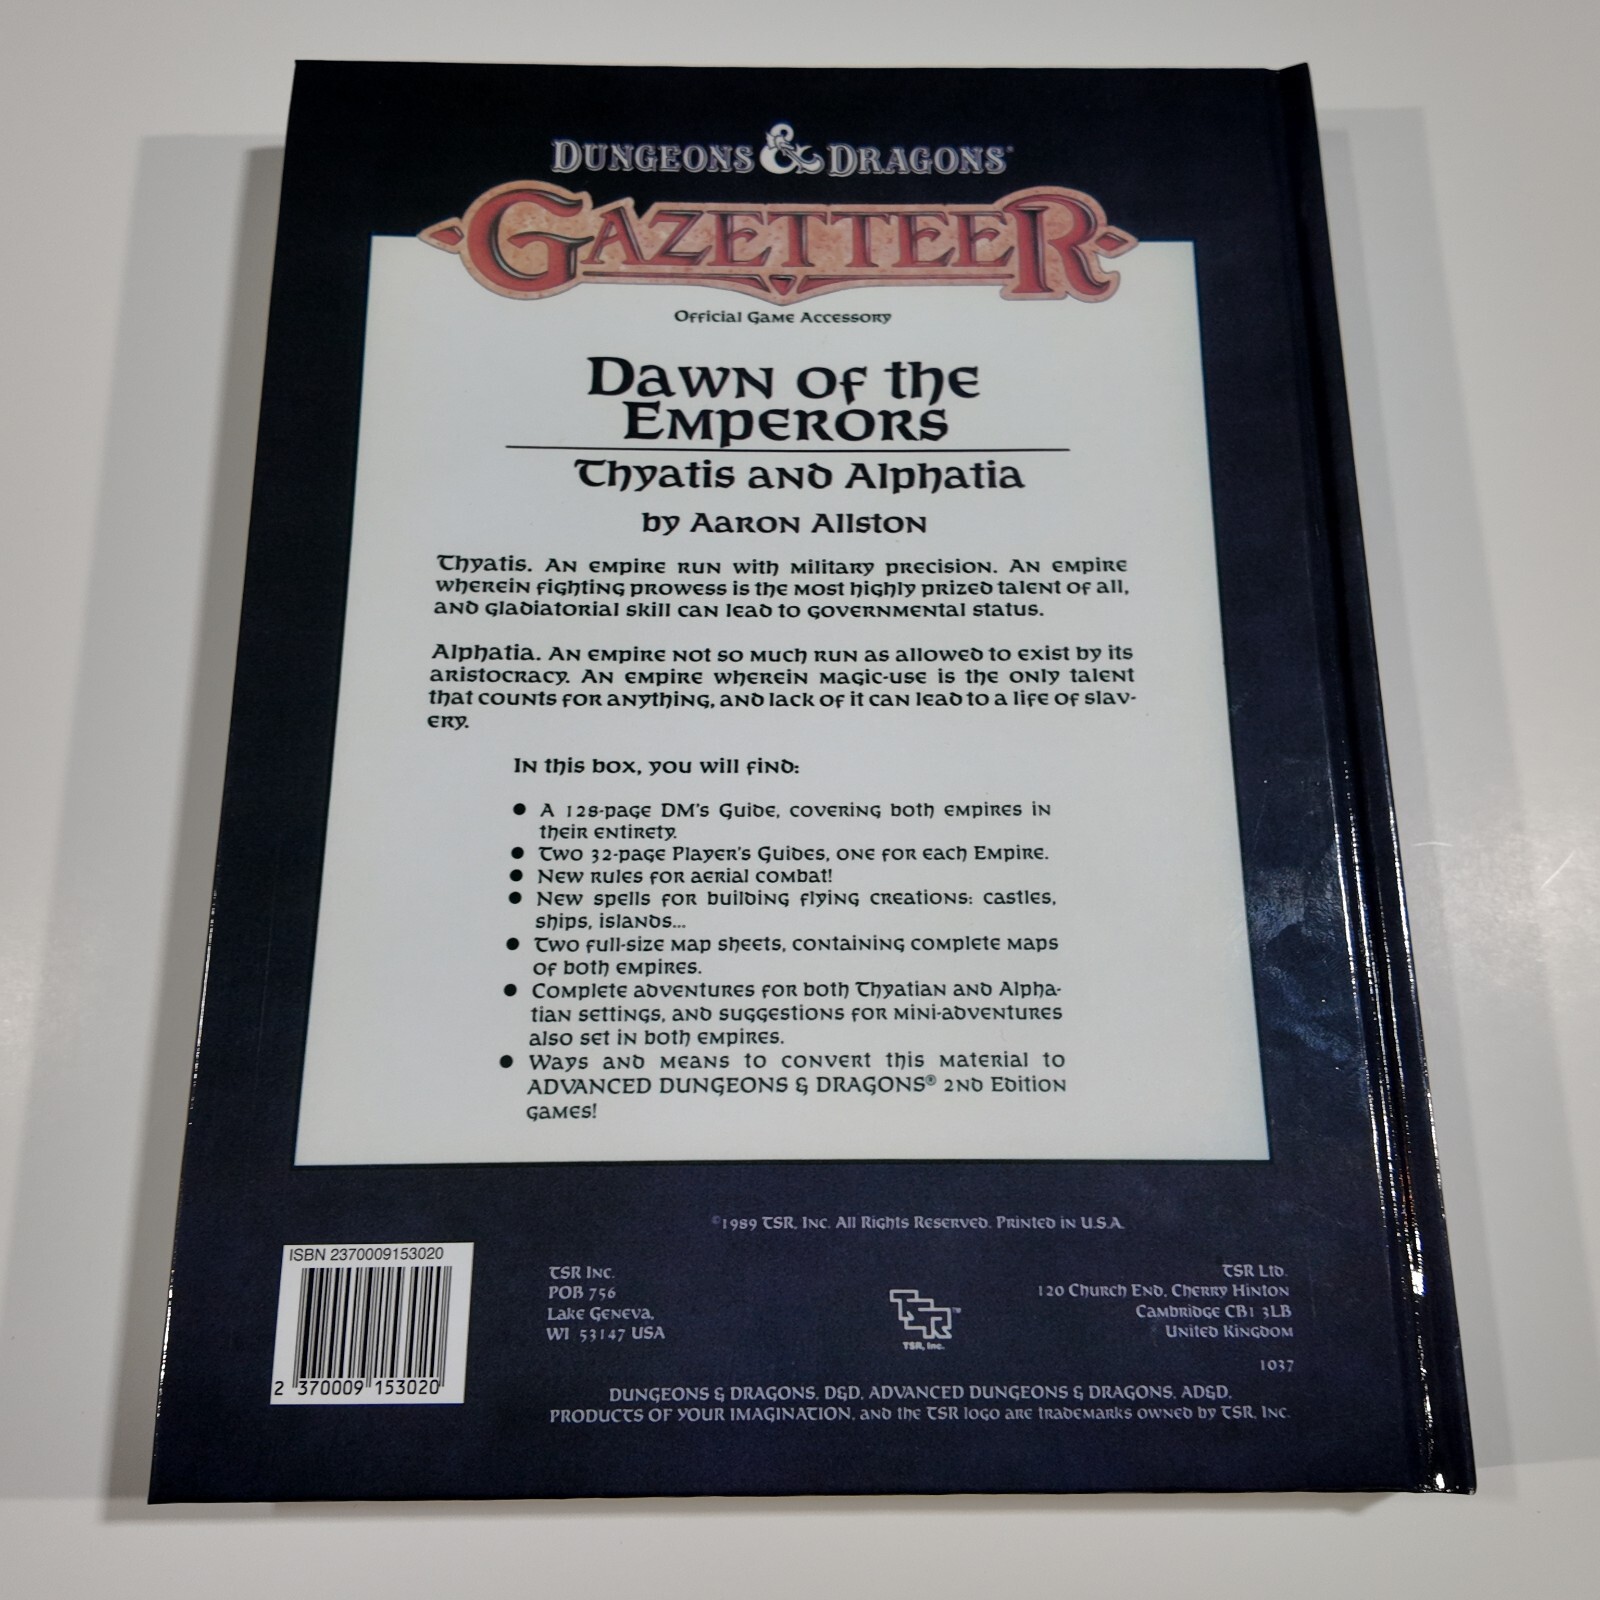 DUNGEONS & DRAGONS®
GAZETTEER
Official Game Accessory
Dawn of the
Emperors
Thyatis and Alphatia
by Aaron Allston
Thyatis. An empire run with military precision. An empire
wherein fighting prowess is the most highly prized talent of all,
and gladiatorial skill can lead to governmental status.
Alphatia. An empire not so much run as allowed to exist by its
aristocracy. An empire wherein magic-use is the only talent
that counts for anything, and lack of it can lead to a life of slav-
ery.
In this box, you will find:
● A 128-page DM's Guide, covering both empires in
their entirety.
● Two 32-page Player's Guides, one for each Empire.
● New rules for aerial combat!
● New spells for building flying creations: castles,
ships, islands...
● Two full-size map sheets, containing complete maps
of both empires.
● Complete adventures for both Thyatian and Alpha-
tian settings, and suggestions for mini-adventures
also set in both empires.
● Ways and means to convert this material to
ADVANCED DUNGEONS & DRAGONS® 2nd Edition
games!
©1989 TSR, Inc. All Rights Reserved. Printed in U.S.A.
ISBN 2370009153020
2 370009 153020
TSR Inc.
POB 756
Lake Geneva,
WI 53147 USA
TSR™
TSR, Inc.
TSR Ltd.
120 Church End, Cherry Hinton
Cambridge CB1 3LB
United Kingdom
1037
DUNGEONS & DRAGONS, D&D, ADVANCED DUNGEONS & DRAGONS, AD&D,
PRODUCTS OF YOUR IMAGINATION, and the TSR logo are trademarks owned by TSR, Inc.